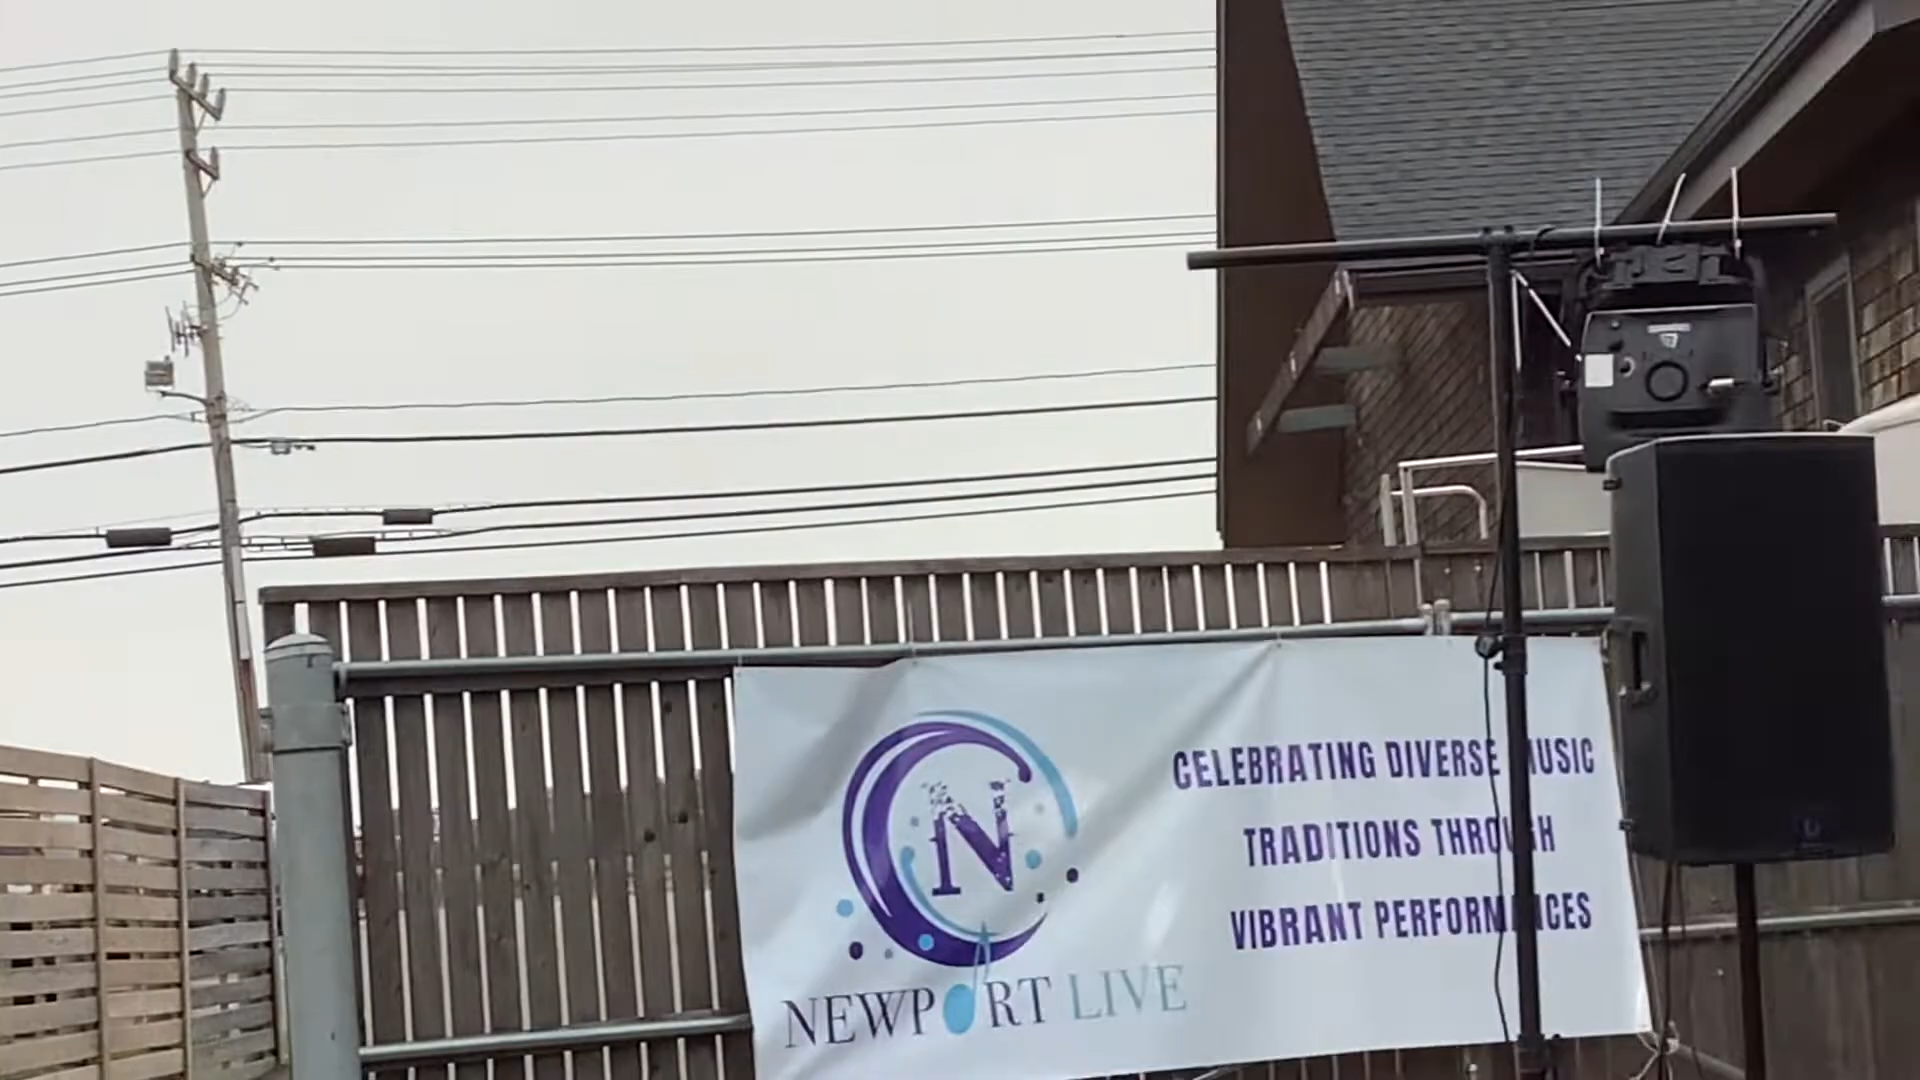 N
CELEBRATING DIVERSE MUSIC
TRADITIONS THROUGH
VIBRANT PERFORMANCES
NEWPORT LIVE